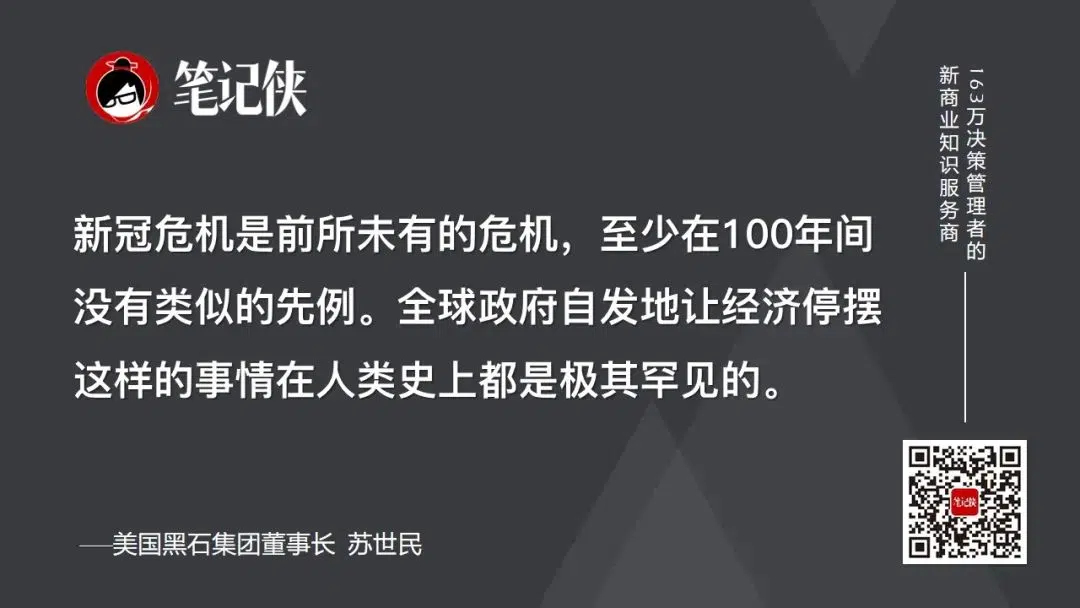 笔记侠
163万决策管理者的
新商业知识服务商
新冠危机是前所未有的危机，至少在100年间
没有类似的先例。全球政府自发地让经济停摆
这样的事情在人类史上都是极其罕见的。
——美国黑石集团董事长 苏世民
笔记侠